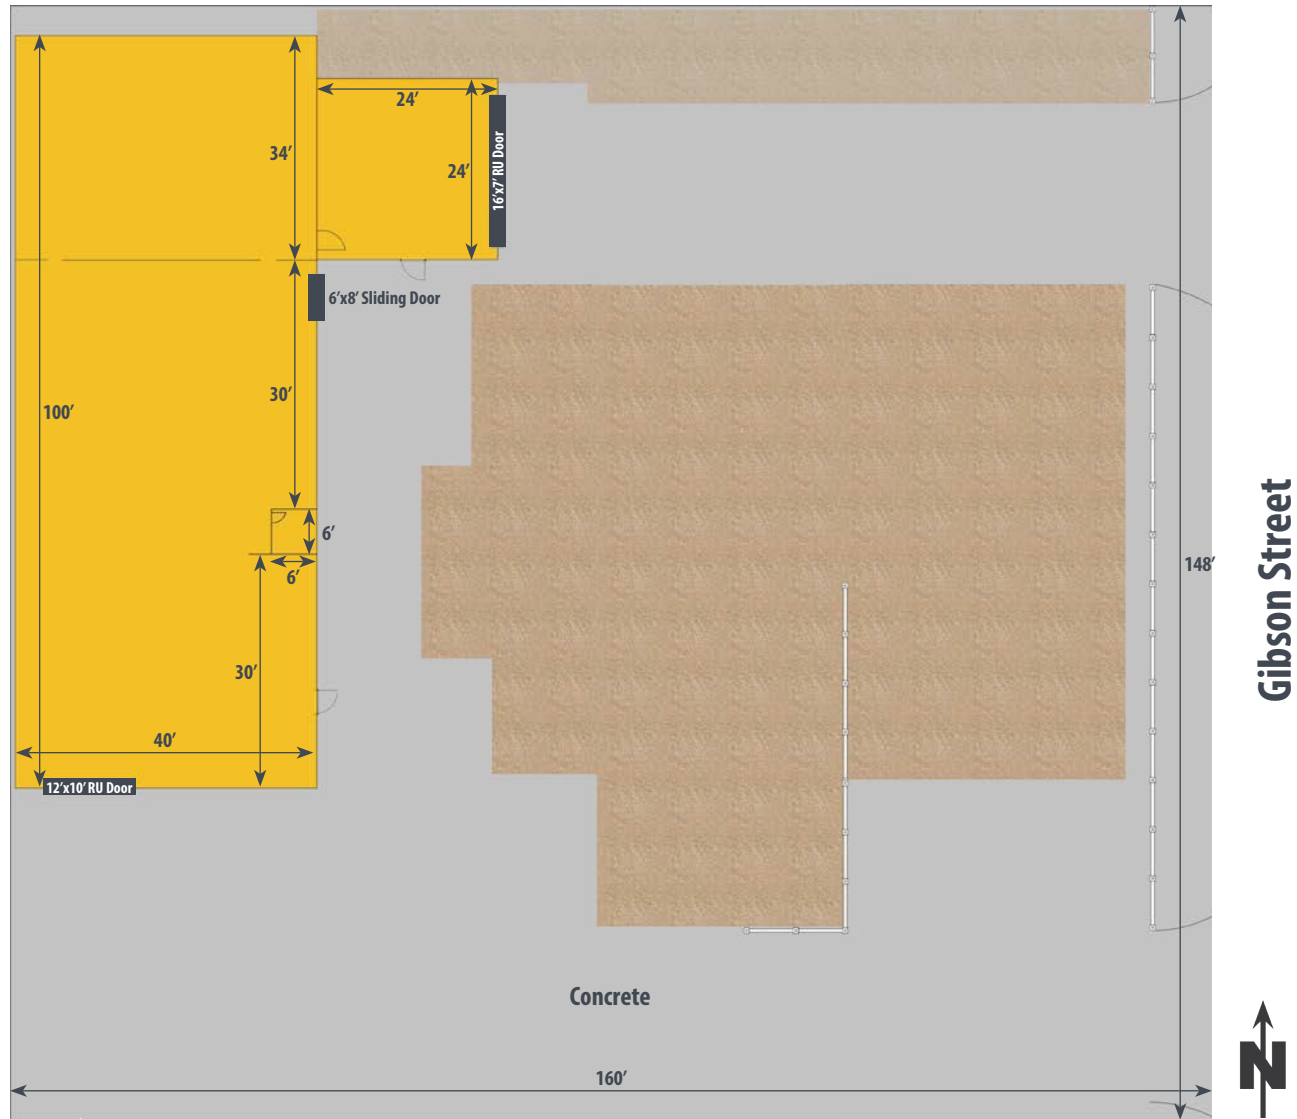 24′
34′
24′
16′x7′ RU Door
6′x8′ Sliding Door
30′
100′
6′
6′
148′
Gibson Street
30′
40′
12′x10′ RU Door
Concrete
160′
N